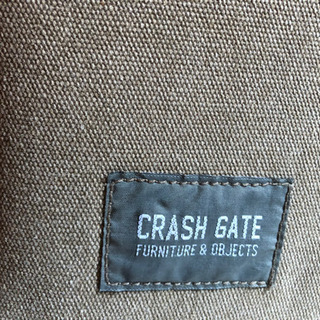 CRASH GATE
FURNITURE & OBJECTS